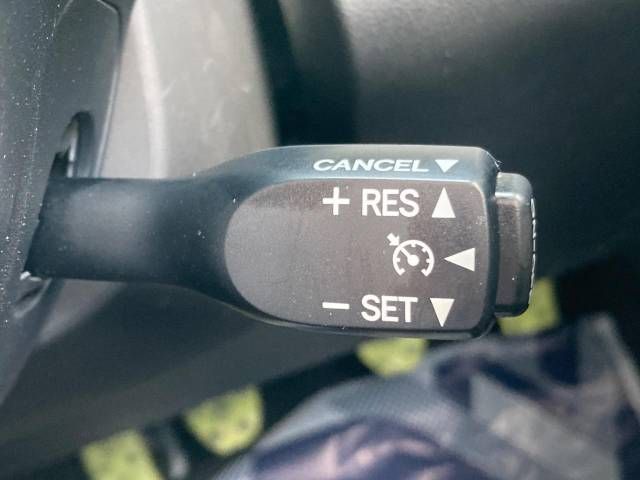 CANCEL ▼
+ RES ▲
◀
− SET ▼